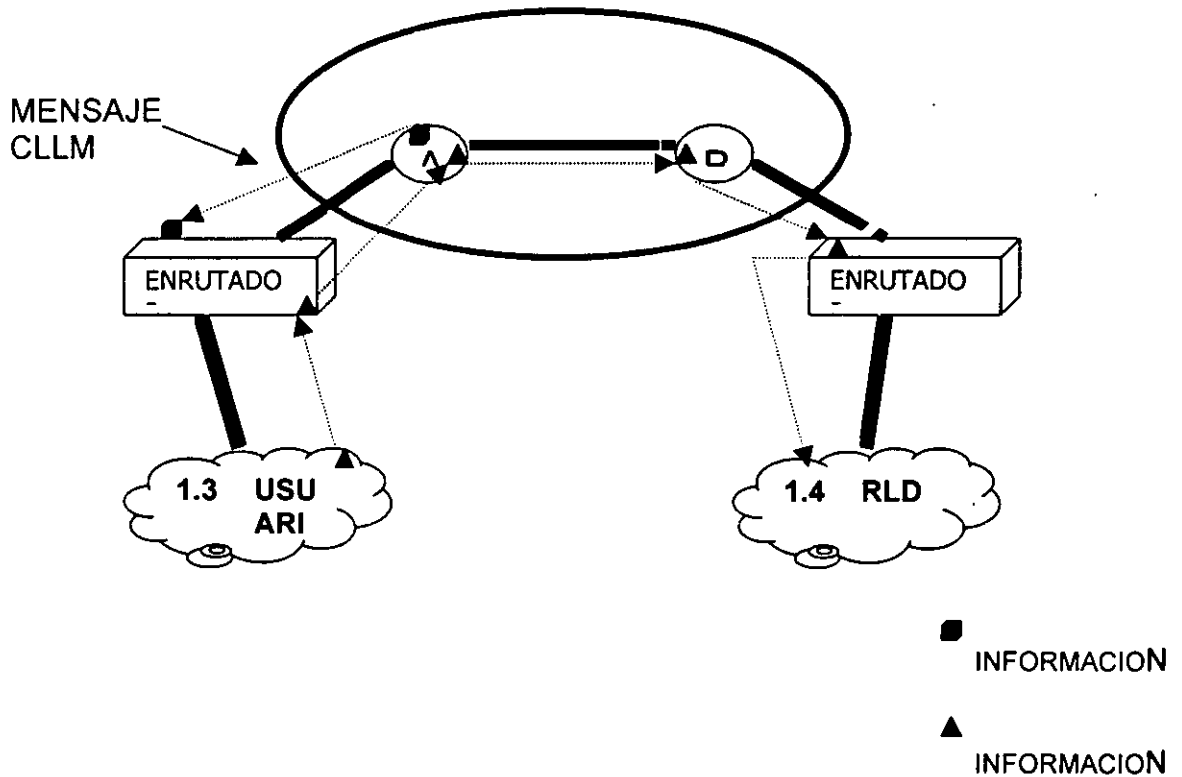 MENSAJE
CLLM
ENRUTADO
ENRUTADO
1.3 USU
ARI
1.4 RLD
INFORMACION
INFORMACION